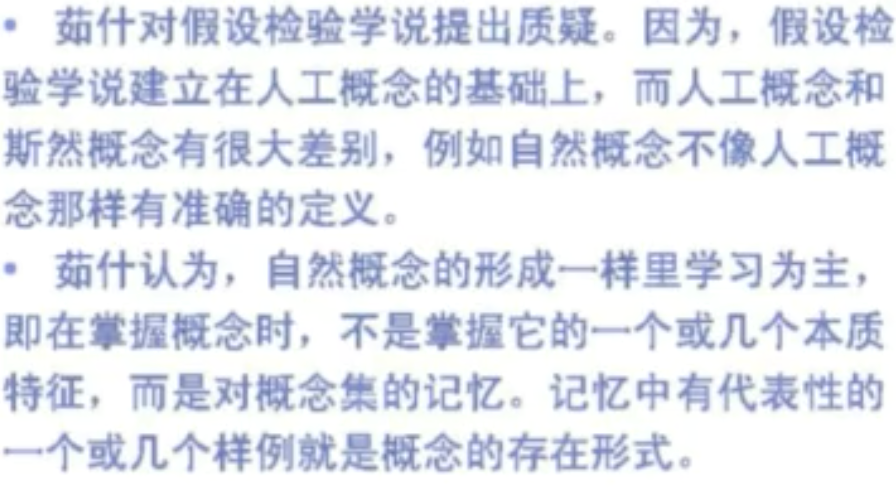 • 茹什对假设检验学说提出质疑。因为，假设检
验学说建立在人工概念的基础上，而人工概念和
斯然概念有很大差别，例如自然概念不像人工概
念那样有准确的定义。
• 茹什认为，自然概念的形成一样里学习为主，
即在掌握概念时，不是掌握它的一个或几个本质
特征，而是对概念集的记忆。记忆中有代表性的
一个或几个样例就是概念的存在形式。